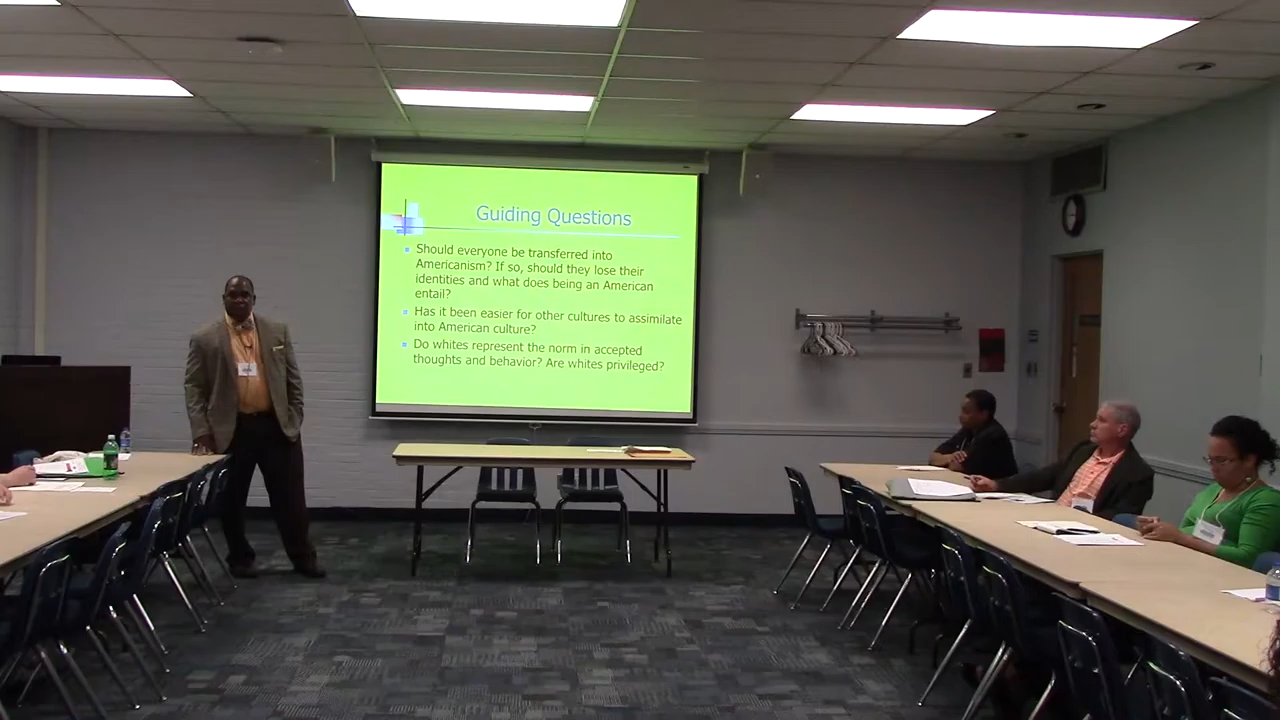 Guiding Questions
Should everyone be transferred into
Americanism? If so, should they lose their
identities and what does being an American
entail?
Has it been easier for other cultures to assimilate
into American culture?
Do whites represent the norm in accepted
thoughts and behavior? Are whites privileged?